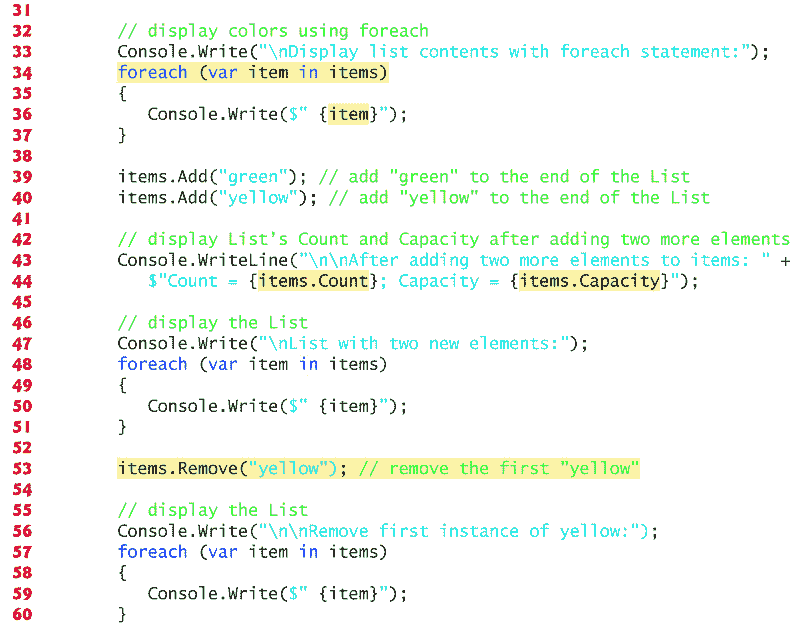 31
32 // display colors using foreach
33 Console.Write("\nDisplay list contents with foreach statement:");
34 foreach (var item in items)
35 {
36 Console.Write($" {item}");
37 }
38
39 items.Add("green"); // add "green" to the end of the List
40 items.Add("yellow"); // add "yellow" to the end of the List
41
42 // display List's Count and Capacity after adding two more elements
43 Console.WriteLine("\n\nAfter adding two more elements to items: " +
44 $"Count = {items.Count}; Capacity = {items.Capacity}");
45
46 // display the List
47 Console.Write("\nList with two new elements:");
48 foreach (var item in items)
49 {
50 Console.Write($" {item}");
51 }
52
53 items.Remove("yellow"); // remove the first "yellow"
54
55 // display the List
56 Console.Write("\n\nRemove first instance of yellow:");
57 foreach (var item in items)
58 {
59 Console.Write($" {item}");
60 }